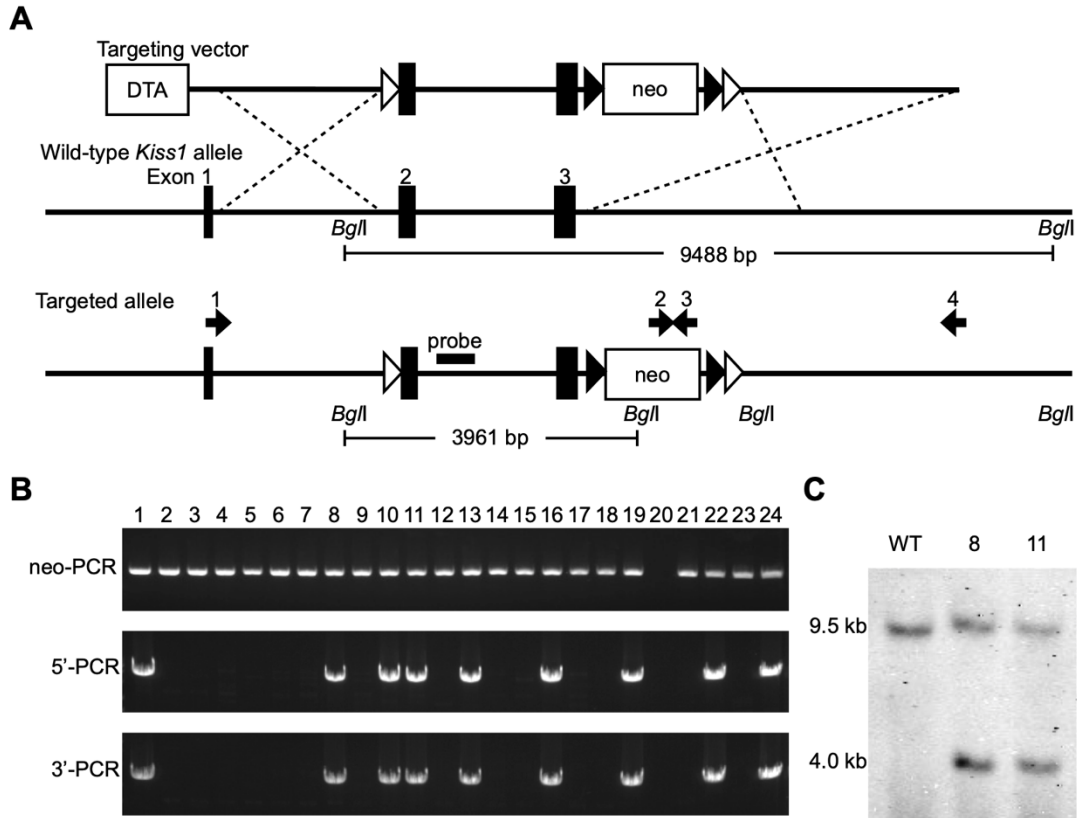 A
Targeting vector
DTA
neo
Wild-type Kiss1 allele
Exon 1
2
3
BglI
BglI
9488 bp
Targeted allele
1
2
3
4
probe
neo
BglI
BglI
BglI
BglI
3961 bp
B
1 2 3 4 5 6 7 8 9 10 11 12 13 14 15 16 17 18 19 20 21 22 23 24
neo-PCR
5'-PCR
3'-PCR
C
WT 8 11
9.5 kb
4.0 kb